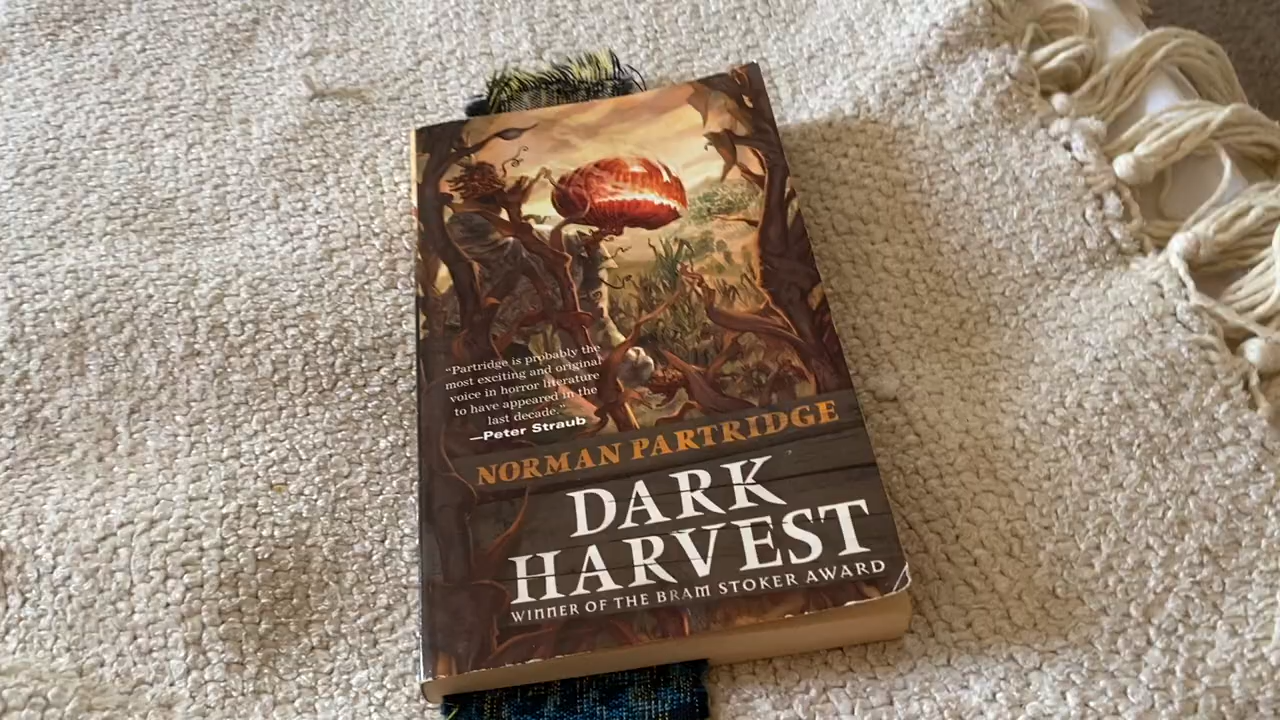 "Partridge is probably the
most exciting and original
voice in horror literature
to have appeared in the
last decade."
—Peter Straub
NORMAN PARTRIDGE
DARK
HARVEST
WINNER OF THE BRAM STOKER AWARD